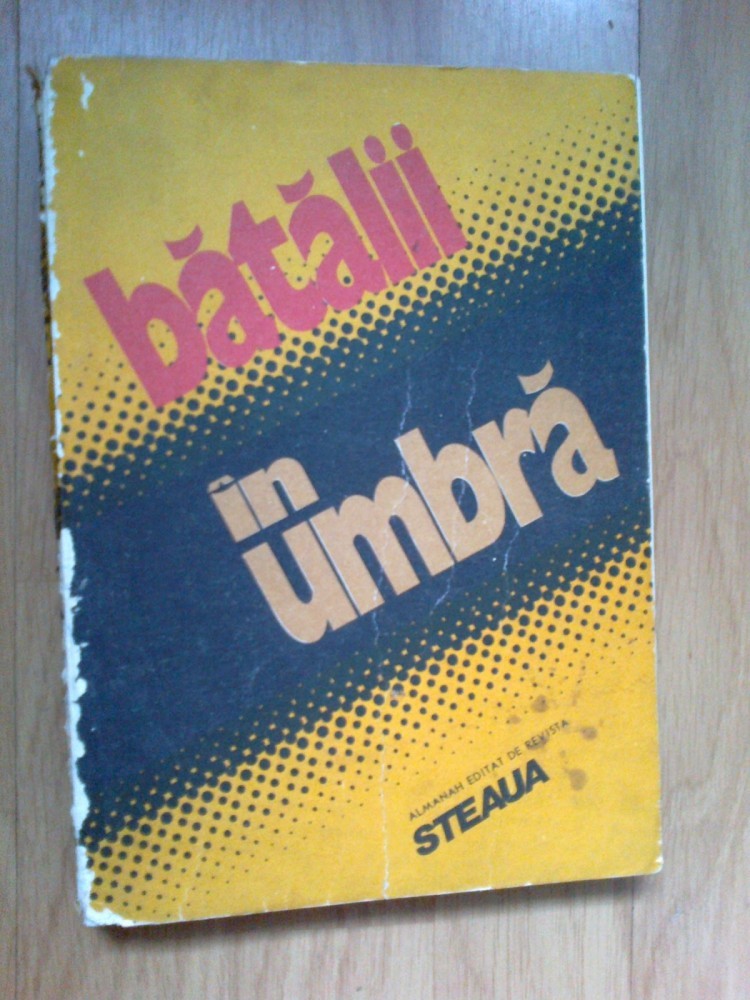 bătălii
în
umbră
ALMANAH EDITAT DE REVISTA
STEAUA